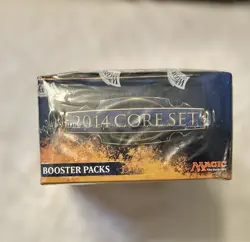 2014 CORE SET
BOOSTER PACKS
MAGIC